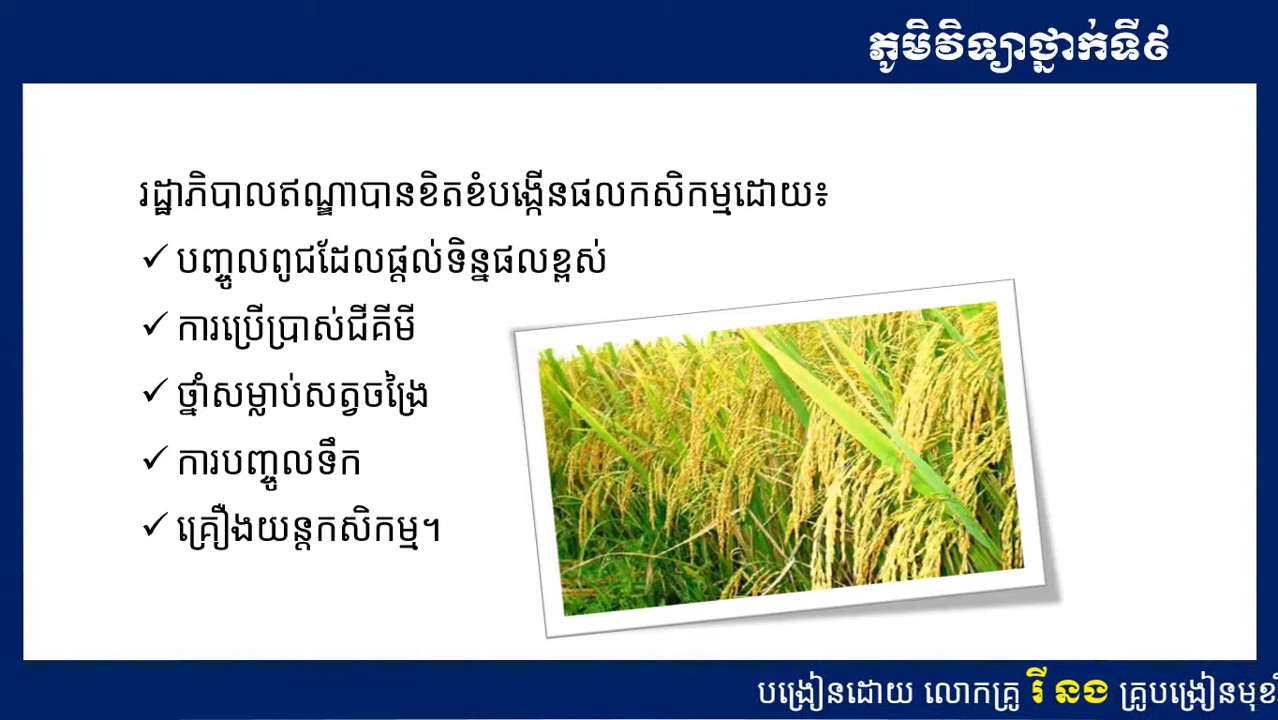 ភូមិវិទ្យាថ្នាក់ទី៩
រដ្ឋាភិបាលឥណ្ឌាបានខិតខំបង្កើនផលកសិកម្មដោយ៖
✓ បញ្ចូលពូជដែលផ្តល់ទិន្នផលខ្ពស់
✓ ការប្រើប្រាស់ជីគីមី
✓ ថ្នាំសម្លាប់សត្វចង្រៃ
✓ ការបញ្ចូលទឹក
✓ គ្រឿងយន្តកសិកម្ម។
បង្រៀនដោយ លោកគ្រូ រី នង គ្រូបង្រៀនមុខ